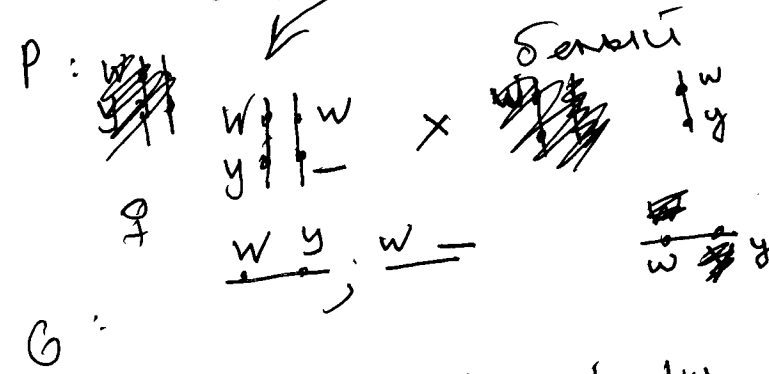 P : W | | w × белый | w
y | | — | y
♀ W y ; w — w y
G :